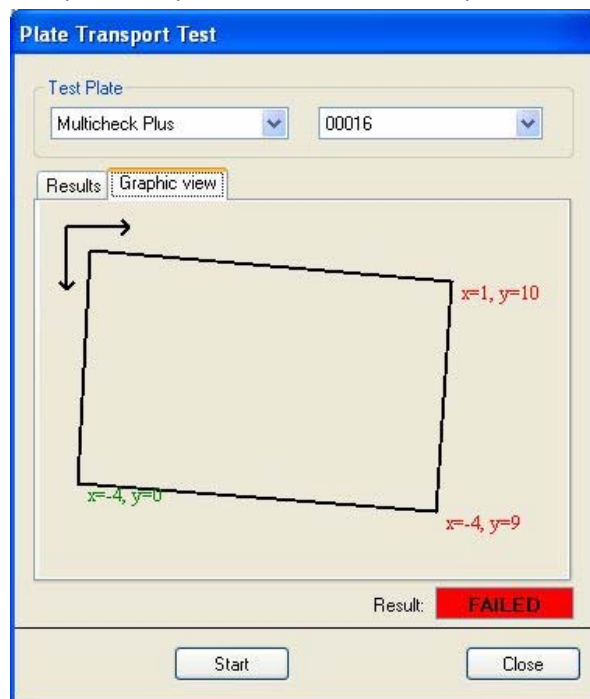 Plate Transport Test
Test Plate
Multicheck Plus
00016
Results
Graphic view
x=1, y=10
x=-4, y=0
x=-4, y=9
Result:
FAILED
Start
Close